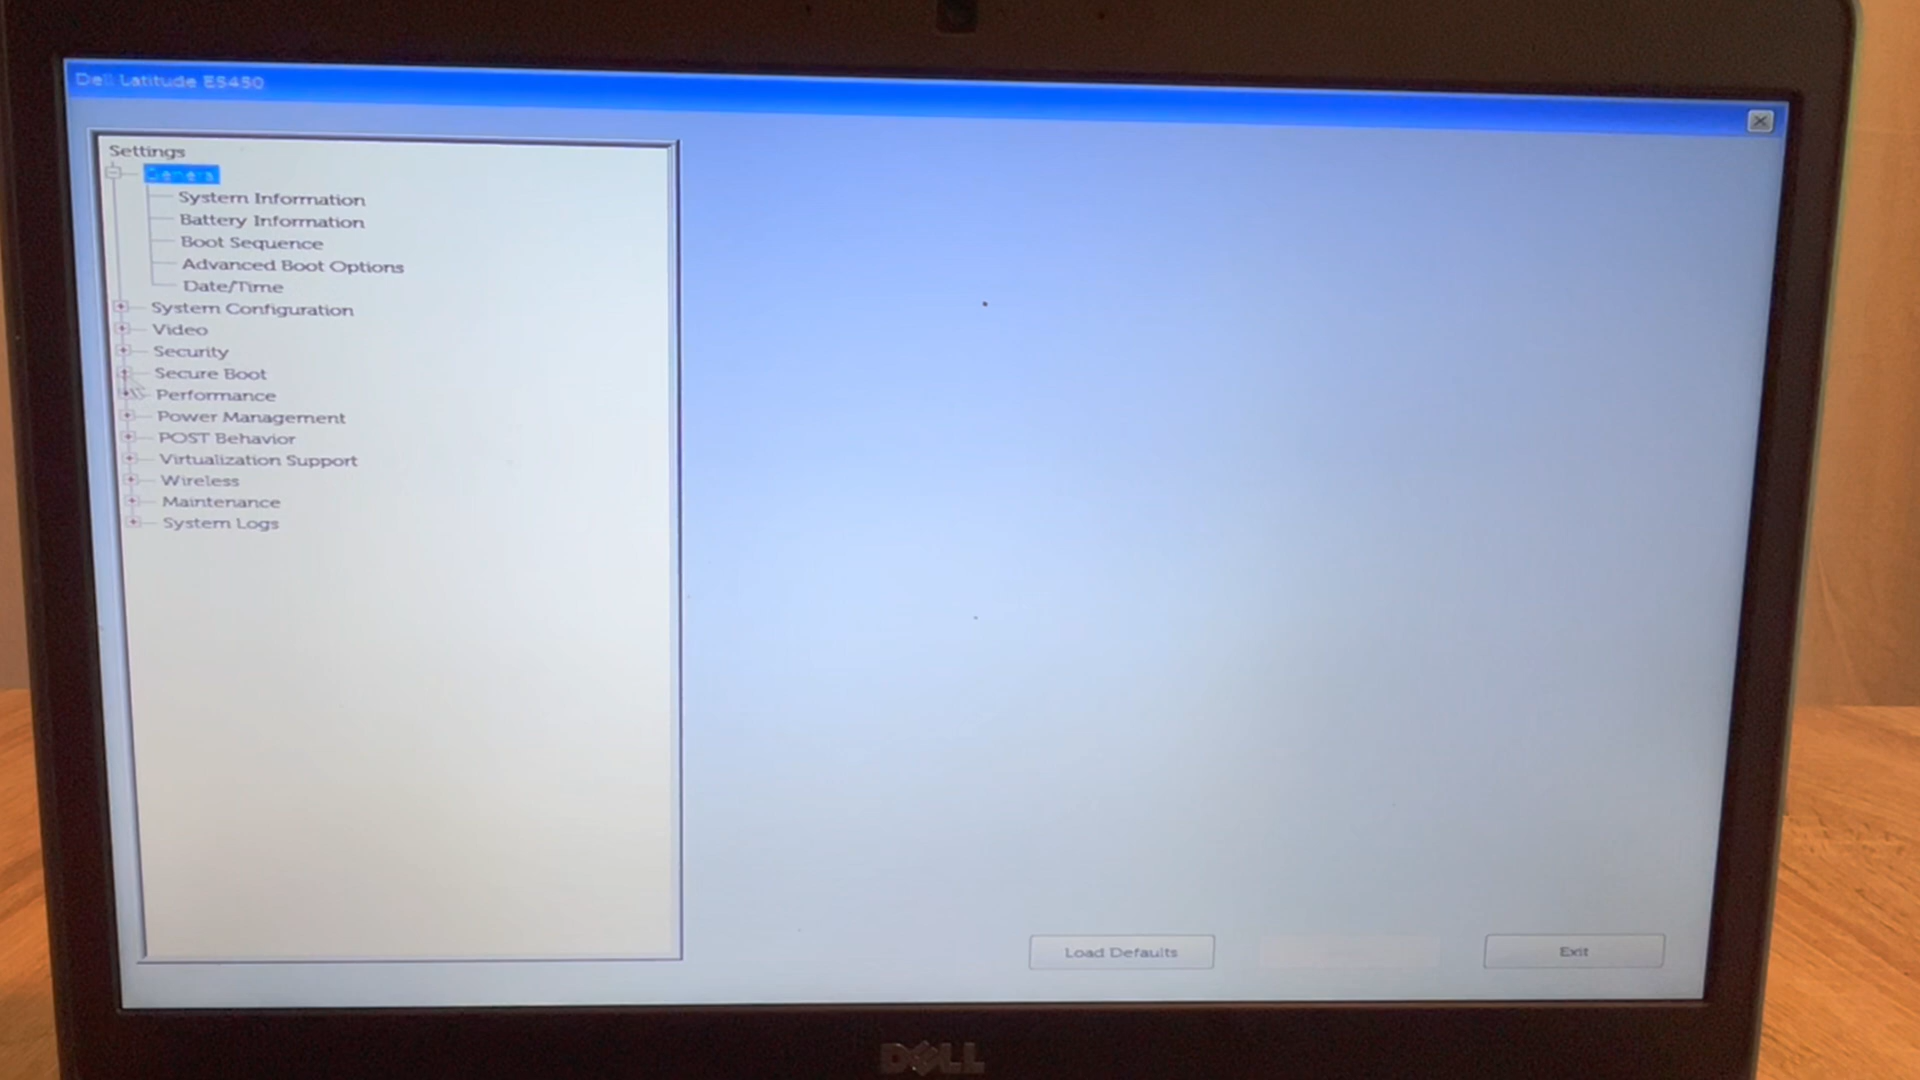 Dell Latitude E5450
Settings
General
System Information
Battery Information
Boot Sequence
Advanced Boot Options
Date/Time
System Configuration
Video
Security
Secure Boot
Performance
Power Management
POST Behavior
Virtualization Support
Wireless
Maintenance
System Logs
Load Defaults
Exit
DELL